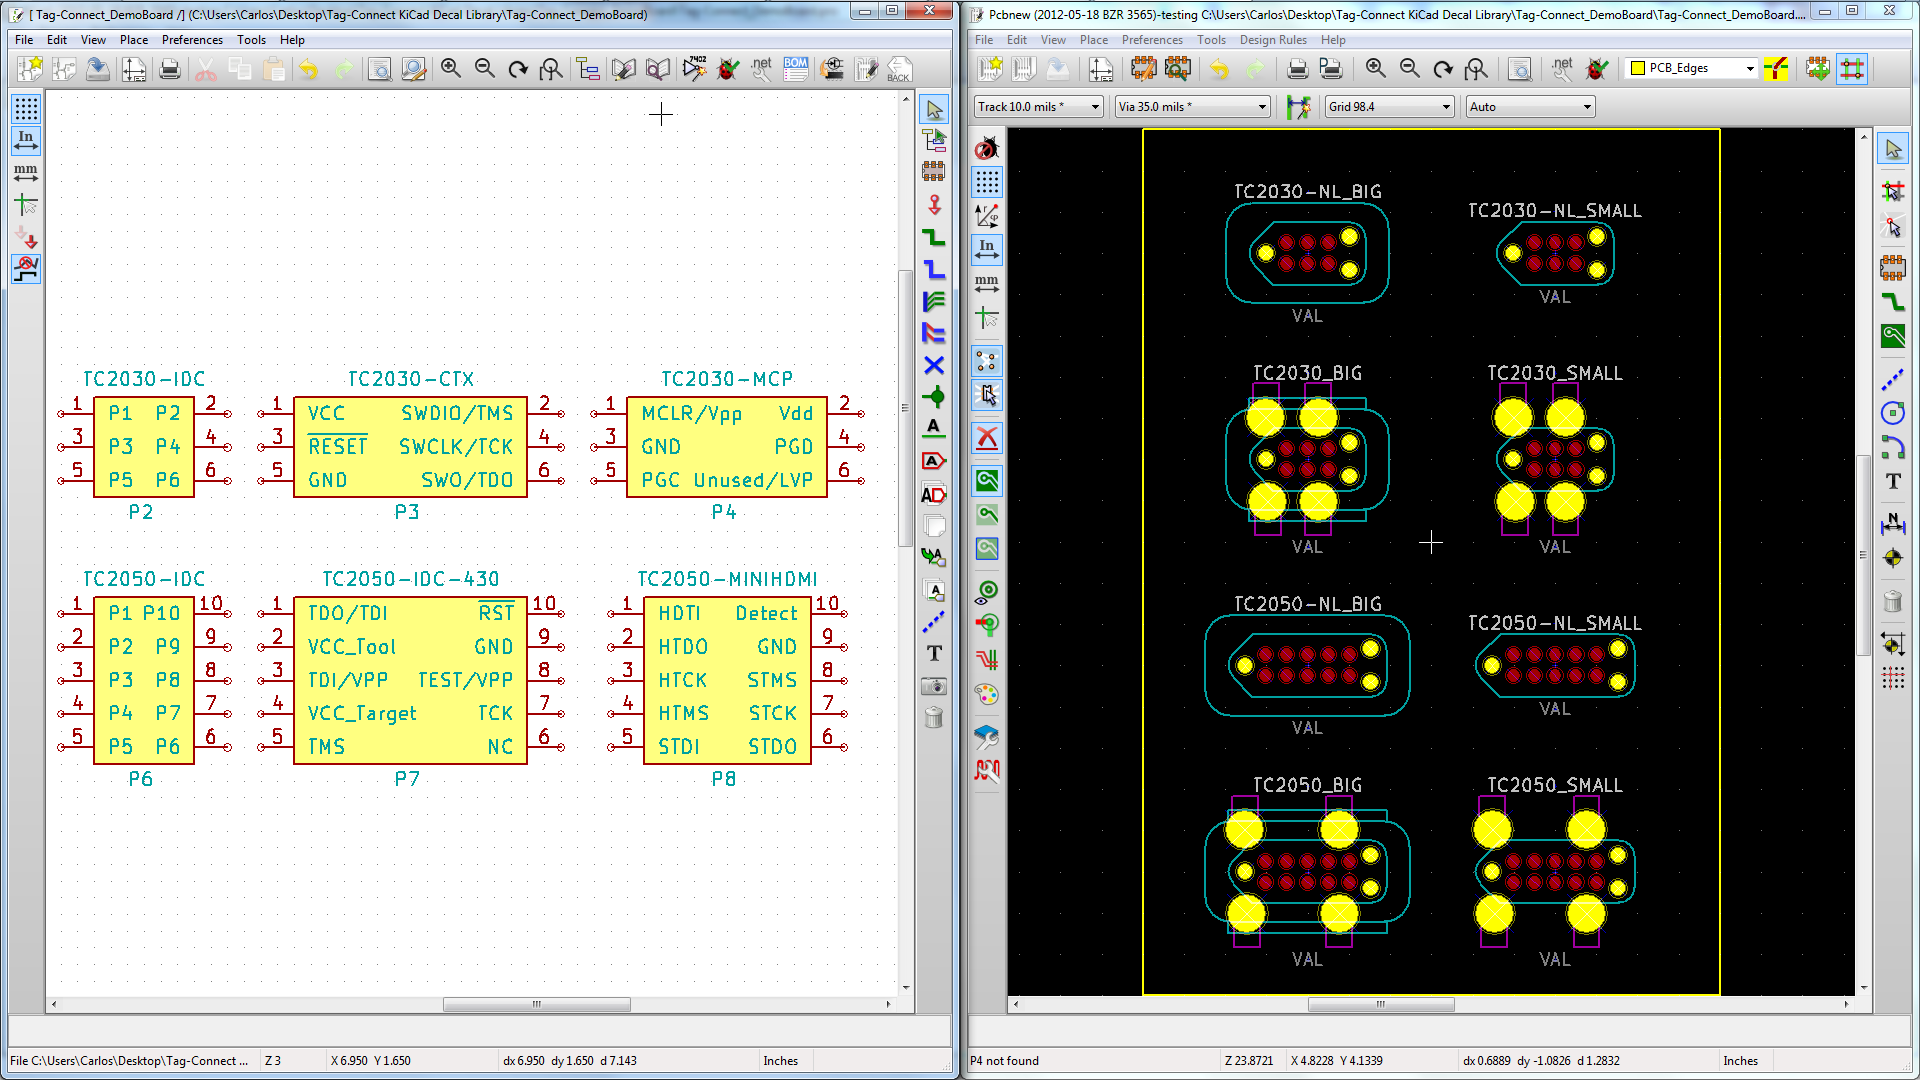 [ Tag-Connect_DemoBoard /] (C:\Users\Carlos\Desktop\Tag-Connect KiCad Decal Library\Tag-Connect_DemoBoard)
File Edit View Place Preferences Tools Help
7402
.net
BOM
BACK
In
mm
TC2030-IDC
1 P1 P2 2
3 P3 P4 4
5 P5 P6 6
P2
TC2030-CTX
1 VCC SWDIO/TMS 2
3 RESET SWCLK/TCK 4
5 GND SWO/TDO 6
P3
TC2030-MCP
1 MCLR/Vpp Vdd 2
3 GND PGD 4
5 PGC Unused/LVP 6
P4
TC2050-IDC
1 P1 P10 10
2 P2 P9 9
3 P3 P8 8
4 P4 P7 7
5 P5 P6 6
P6
TC2050-IDC-430
1 TDO/TDI RST 10
2 VCC_Tool GND 9
3 TDI/VPP TEST/VPP 8
4 VCC_Target TCK 7
5 TMS NC 6
P7
TC2050-MINIHDMI
1 HDTI Detect 10
2 HTDO GND 9
3 HTCK STMS 8
4 HTMS STCK 7
5 STDI STDO 6
P8
A
A
AD
A
A
T
File C:\Users\Carlos\Desktop\Tag-Connect ... Z 3 X 6.950 Y 1.650 dx 6.950 dy 1.650 d 7.143 Inches
Pcbnew (2012-05-18 BZR 3565)-testing C:\Users\Carlos\Desktop\Tag-Connect KiCad Decal Library\Tag-Connect_DemoBoard\Tag-Connect_DemoBoard....
File Edit View Place Preferences Tools Design Rules Help
.net
PCB_Edges
Track 10.0 mils * Via 35.0 mils * Grid 98.4 Auto
In
mm
TC2030-NL_BIG
VAL
TC2030-NL_SMALL
VAL
TC2030_BIG
VAL
TC2030_SMALL
VAL
TC2050-NL_BIG
VAL
TC2050-NL_SMALL
VAL
TC2050_BIG
VAL
TC2050_SMALL
VAL
T
N
P4 not found Z 23.8721 X 4.8228 Y 4.1339 dx 0.6889 dy -1.0826 d 1.2832 Inches